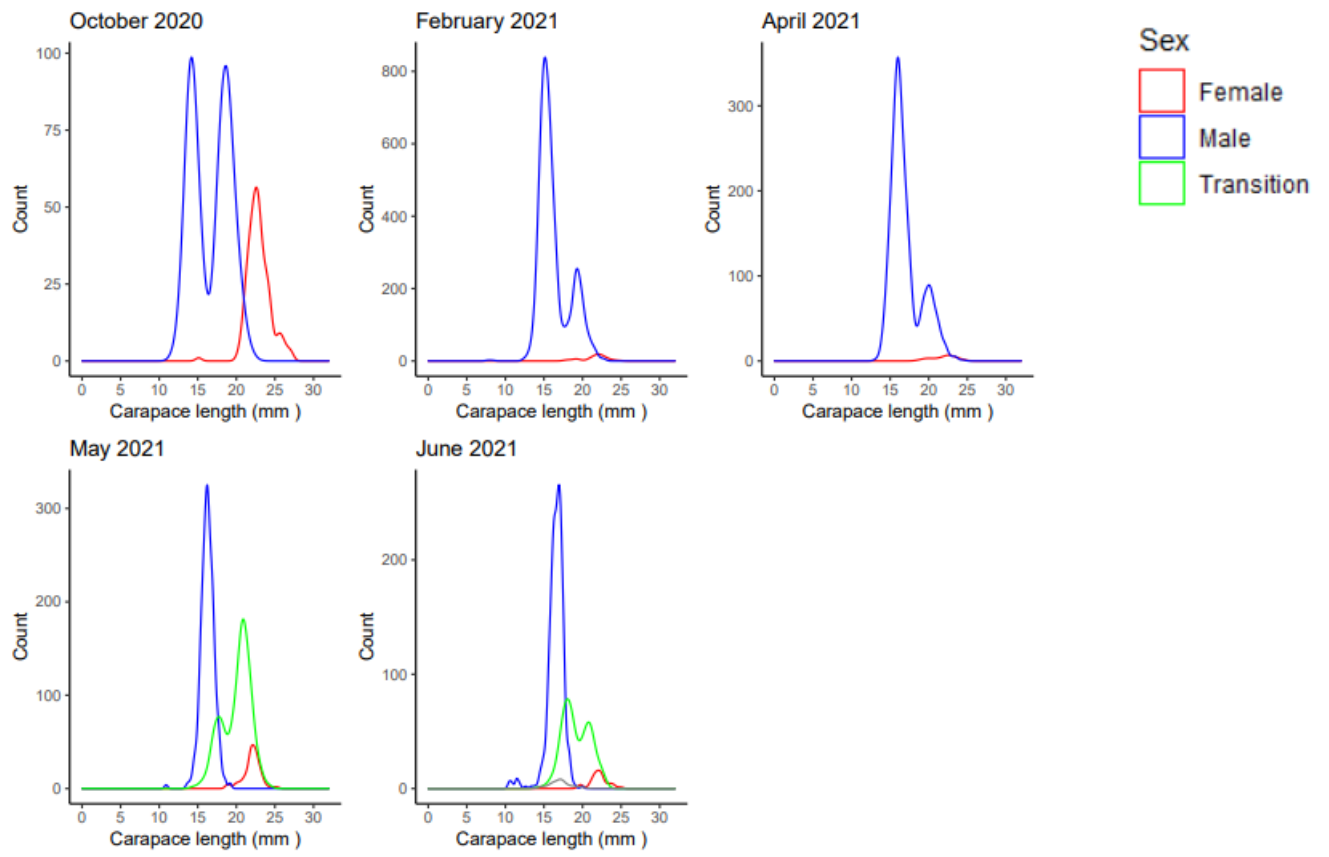 October 2020
100
75
50
25
0
Count
0 5 10 15 20 25 30
Carapace length (mm )
February 2021
800
600
400
200
0
Count
0 5 10 15 20 25 30
Carapace length (mm )
April 2021
300
200
100
0
Count
0 5 10 15 20 25 30
Carapace length (mm )
Sex
Female
Male
Transition
May 2021
300
200
100
0
Count
0 5 10 15 20 25 30
Carapace length (mm )
June 2021
200
100
0
Count
0 5 10 15 20 25 30
Carapace length (mm )